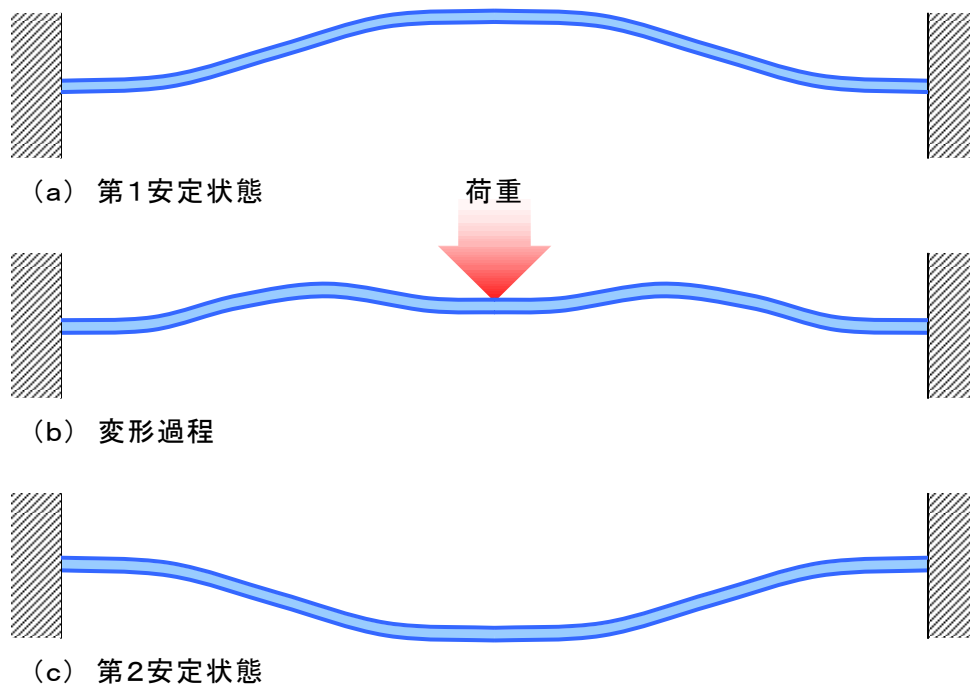 （a） 第1安定状態
荷重
（b） 変形過程
（c） 第2安定状態